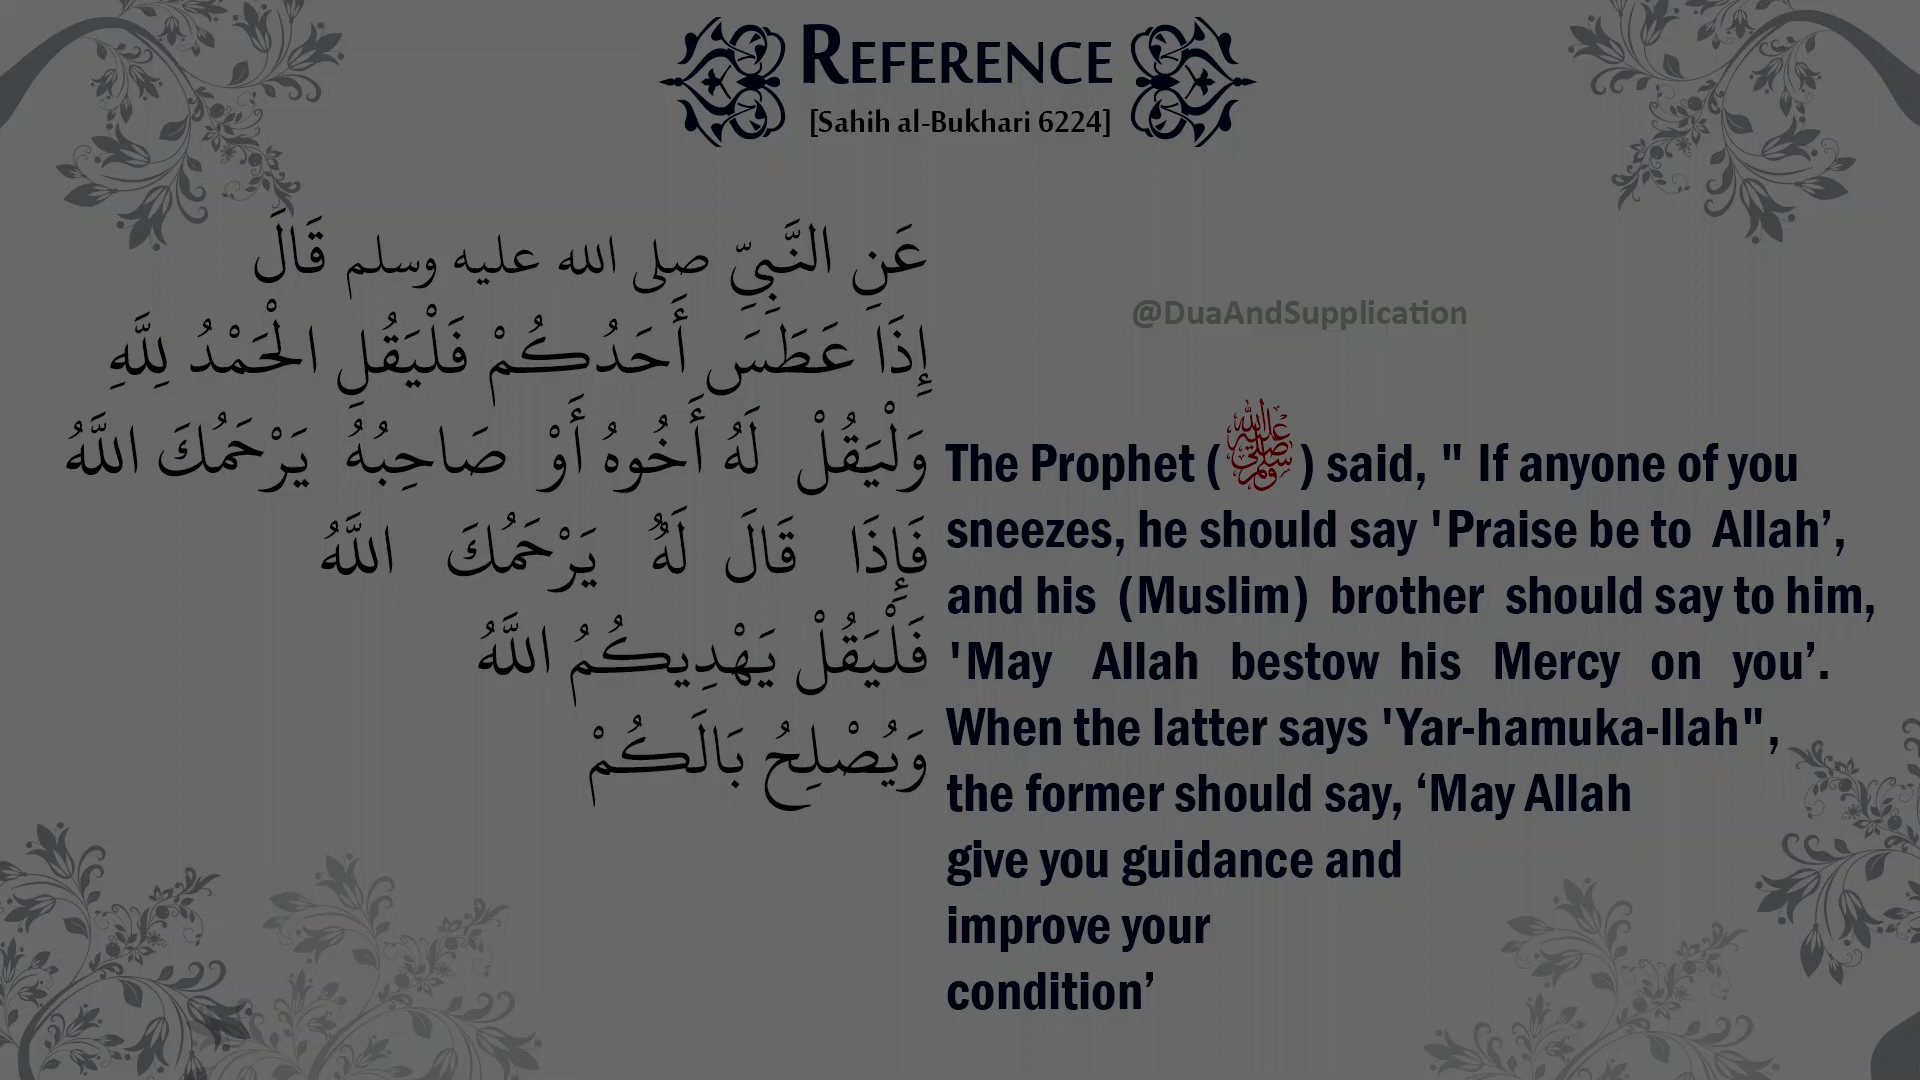 REFERENCE
[Sahih al-Bukhari 6224]
عَنِ النَّبِيِّ صلى الله عليه وسلم قَالَ
إِذَا عَطَسَ أَحَدُكُمْ فَلْيَقُلِ الْحَمْدُ لِلَّهِ
وَلْيَقُلْ لَهُ أَخُوهُ أَوْ صَاحِبُهُ يَرْحَمُكَ اللَّهُ
فَإِذَا قَالَ لَهُ يَرْحَمُكَ اللَّهُ
فَلْيَقُلْ يَهْدِيكُمُ اللَّهُ
وَيُصْلِحُ بَالَكُمْ
@DuaAndSupplication
The Prophet (ﷺ) said, " If anyone of you
sneezes, he should say 'Praise be to Allah’,
and his (Muslim) brother should say to him,
'May Allah bestow his Mercy on you’.
When the latter says 'Yar-hamuka-llah",
the former should say, ‘May Allah
give you guidance and
improve your
condition’